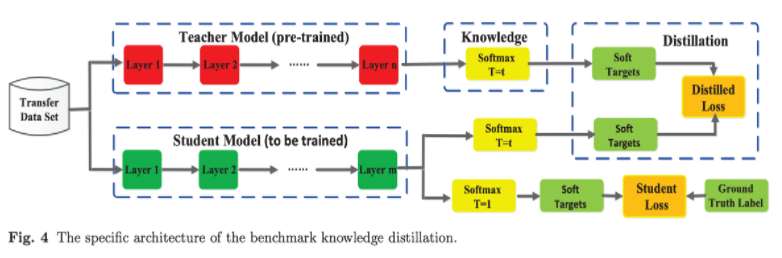 Teacher Model (pre-trained)
Layer 1
Layer 2
......
Layer n
Knowledge
Softmax
T=t
Distillation
Soft
Targets
Distilled
Loss
Transfer
Data Set
Student Model (to be trained)
Layer 1
Layer 2
......
Layer m
Softmax
T=t
Soft
Targets
Softmax
T=1
Soft
Targets
Student
Loss
Ground
Truth Label
Fig. 4 The specific architecture of the benchmark knowledge distillation.